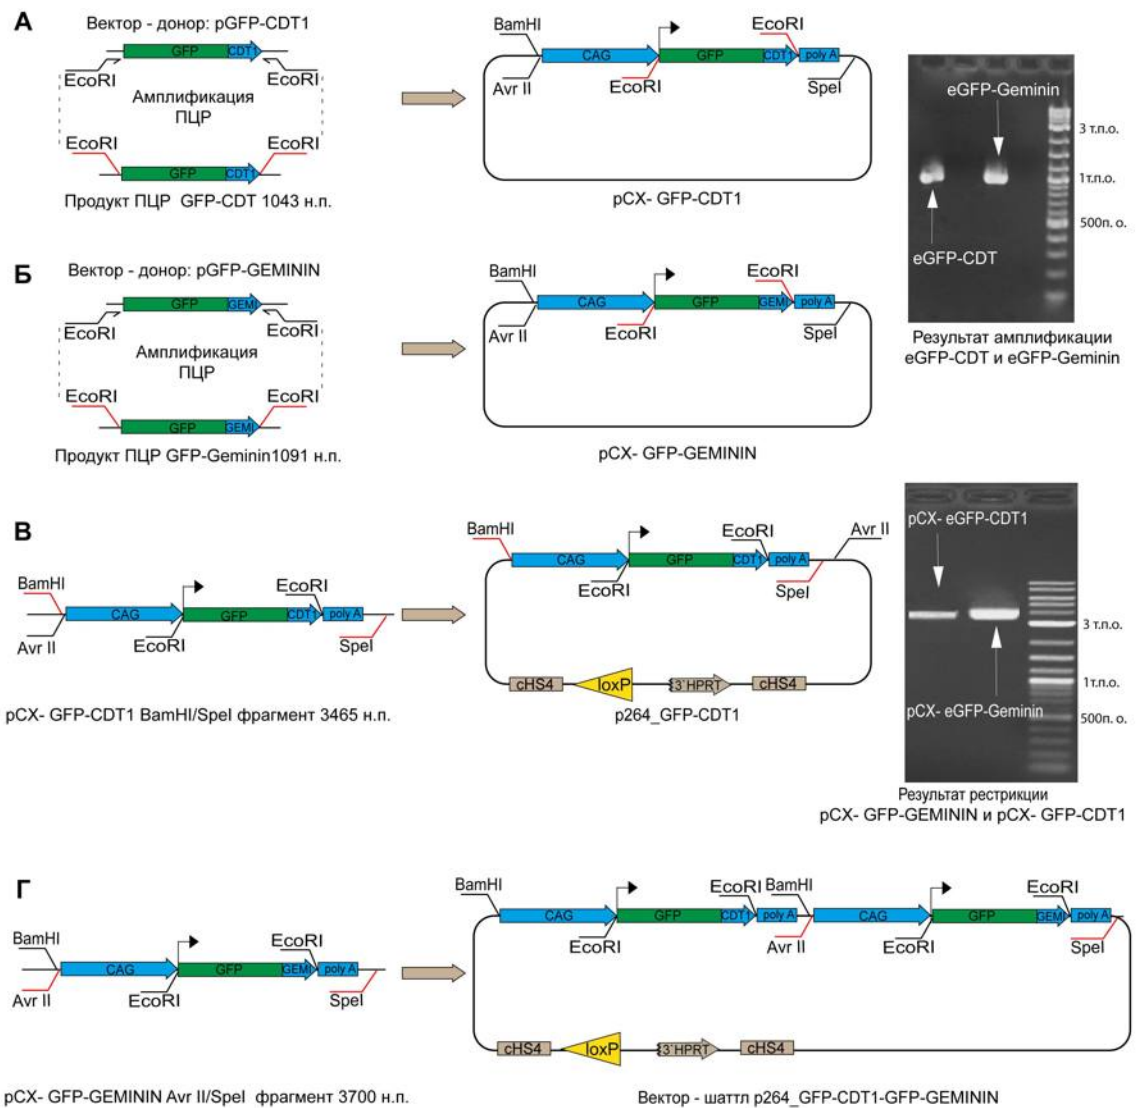 А
Вектор - донор: pGFP-CDT1
GFP
CDT1
EcoRI
EcoRI
Амплификация
ПЦР
EcoRI
EcoRI
GFP
CDT1
Продукт ПЦР GFP-CDT 1043 н.п.
BamHI
EcoRI
CAG
GFP
CDT1
poly A
Avr II
EcoRI
SpeI
pCX- GFP-CDT1
eGFP-Geminin
3 т.п.о.
1т.п.о.
500п. о.
eGFP-CDT
Результат амплификации
eGFP-CDT и eGFP-Geminin
Б
Вектор - донор: pGFP-GEMININ
GFP
GEMI
EcoRI
EcoRI
Амплификация
ПЦР
EcoRI
EcoRI
GFP
GEMI
Продукт ПЦР GFP-Geminin1091 н.п.
BamHI
EcoRI
CAG
GFP
GEMI
poly A
Avr II
EcoRI
SpeI
pCX- GFP-GEMININ
В
BamHI
EcoRI
CAG
GFP
CDT1
poly A
Avr II
EcoRI
SpeI
pCX- GFP-CDT1 BamHI/SpeI фрагмент 3465 н.п.
BamHI
EcoRI
Avr II
CAG
GFP
CDT1
poly A
EcoRI
SpeI
cHS4
loxP
3`HPRT
cHS4
p264_GFP-CDT1
pCX- eGFP-CDT1
3 т.п.о.
1т.п.о.
pCX- eGFP-Geminin
500п. о.
Результат рестрикции
pCX- GFP-GEMININ и pCX- GFP-CDT1
Г
BamHI
EcoRI
CAG
GFP
GEMI
poly A
Avr II
EcoRI
SpeI
pCX- GFP-GEMININ Avr II/SpeI фрагмент 3700 н.п.
BamHI
EcoRI
BamHI
EcoRI
CAG
GFP
CDT1
poly A
CAG
GFP
GEMI
poly A
EcoRI
Avr II
EcoRI
SpeI
cHS4
loxP
3`HPRT
cHS4
Вектор - шаттл p264_GFP-CDT1-GFP-GEMININ